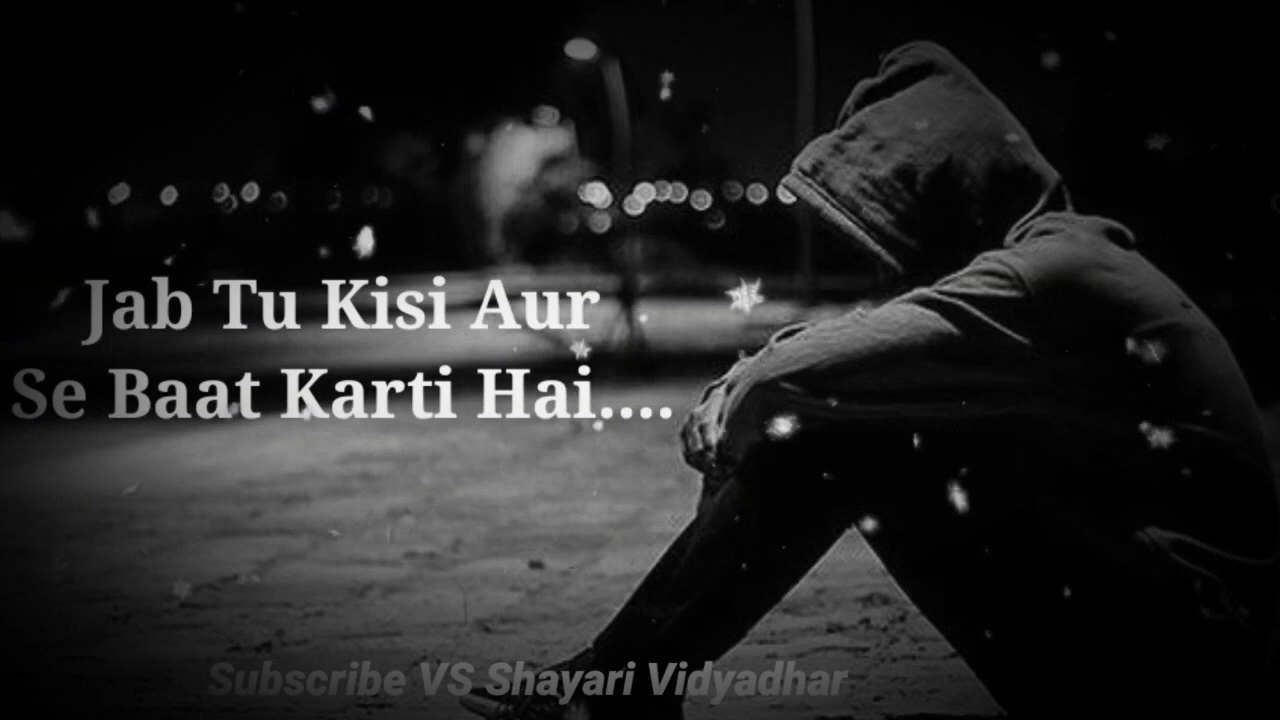 Jab Tu Kisi Aur
Se Baat Karti Hai....
Subscribe VS Shayari Vidyadhar